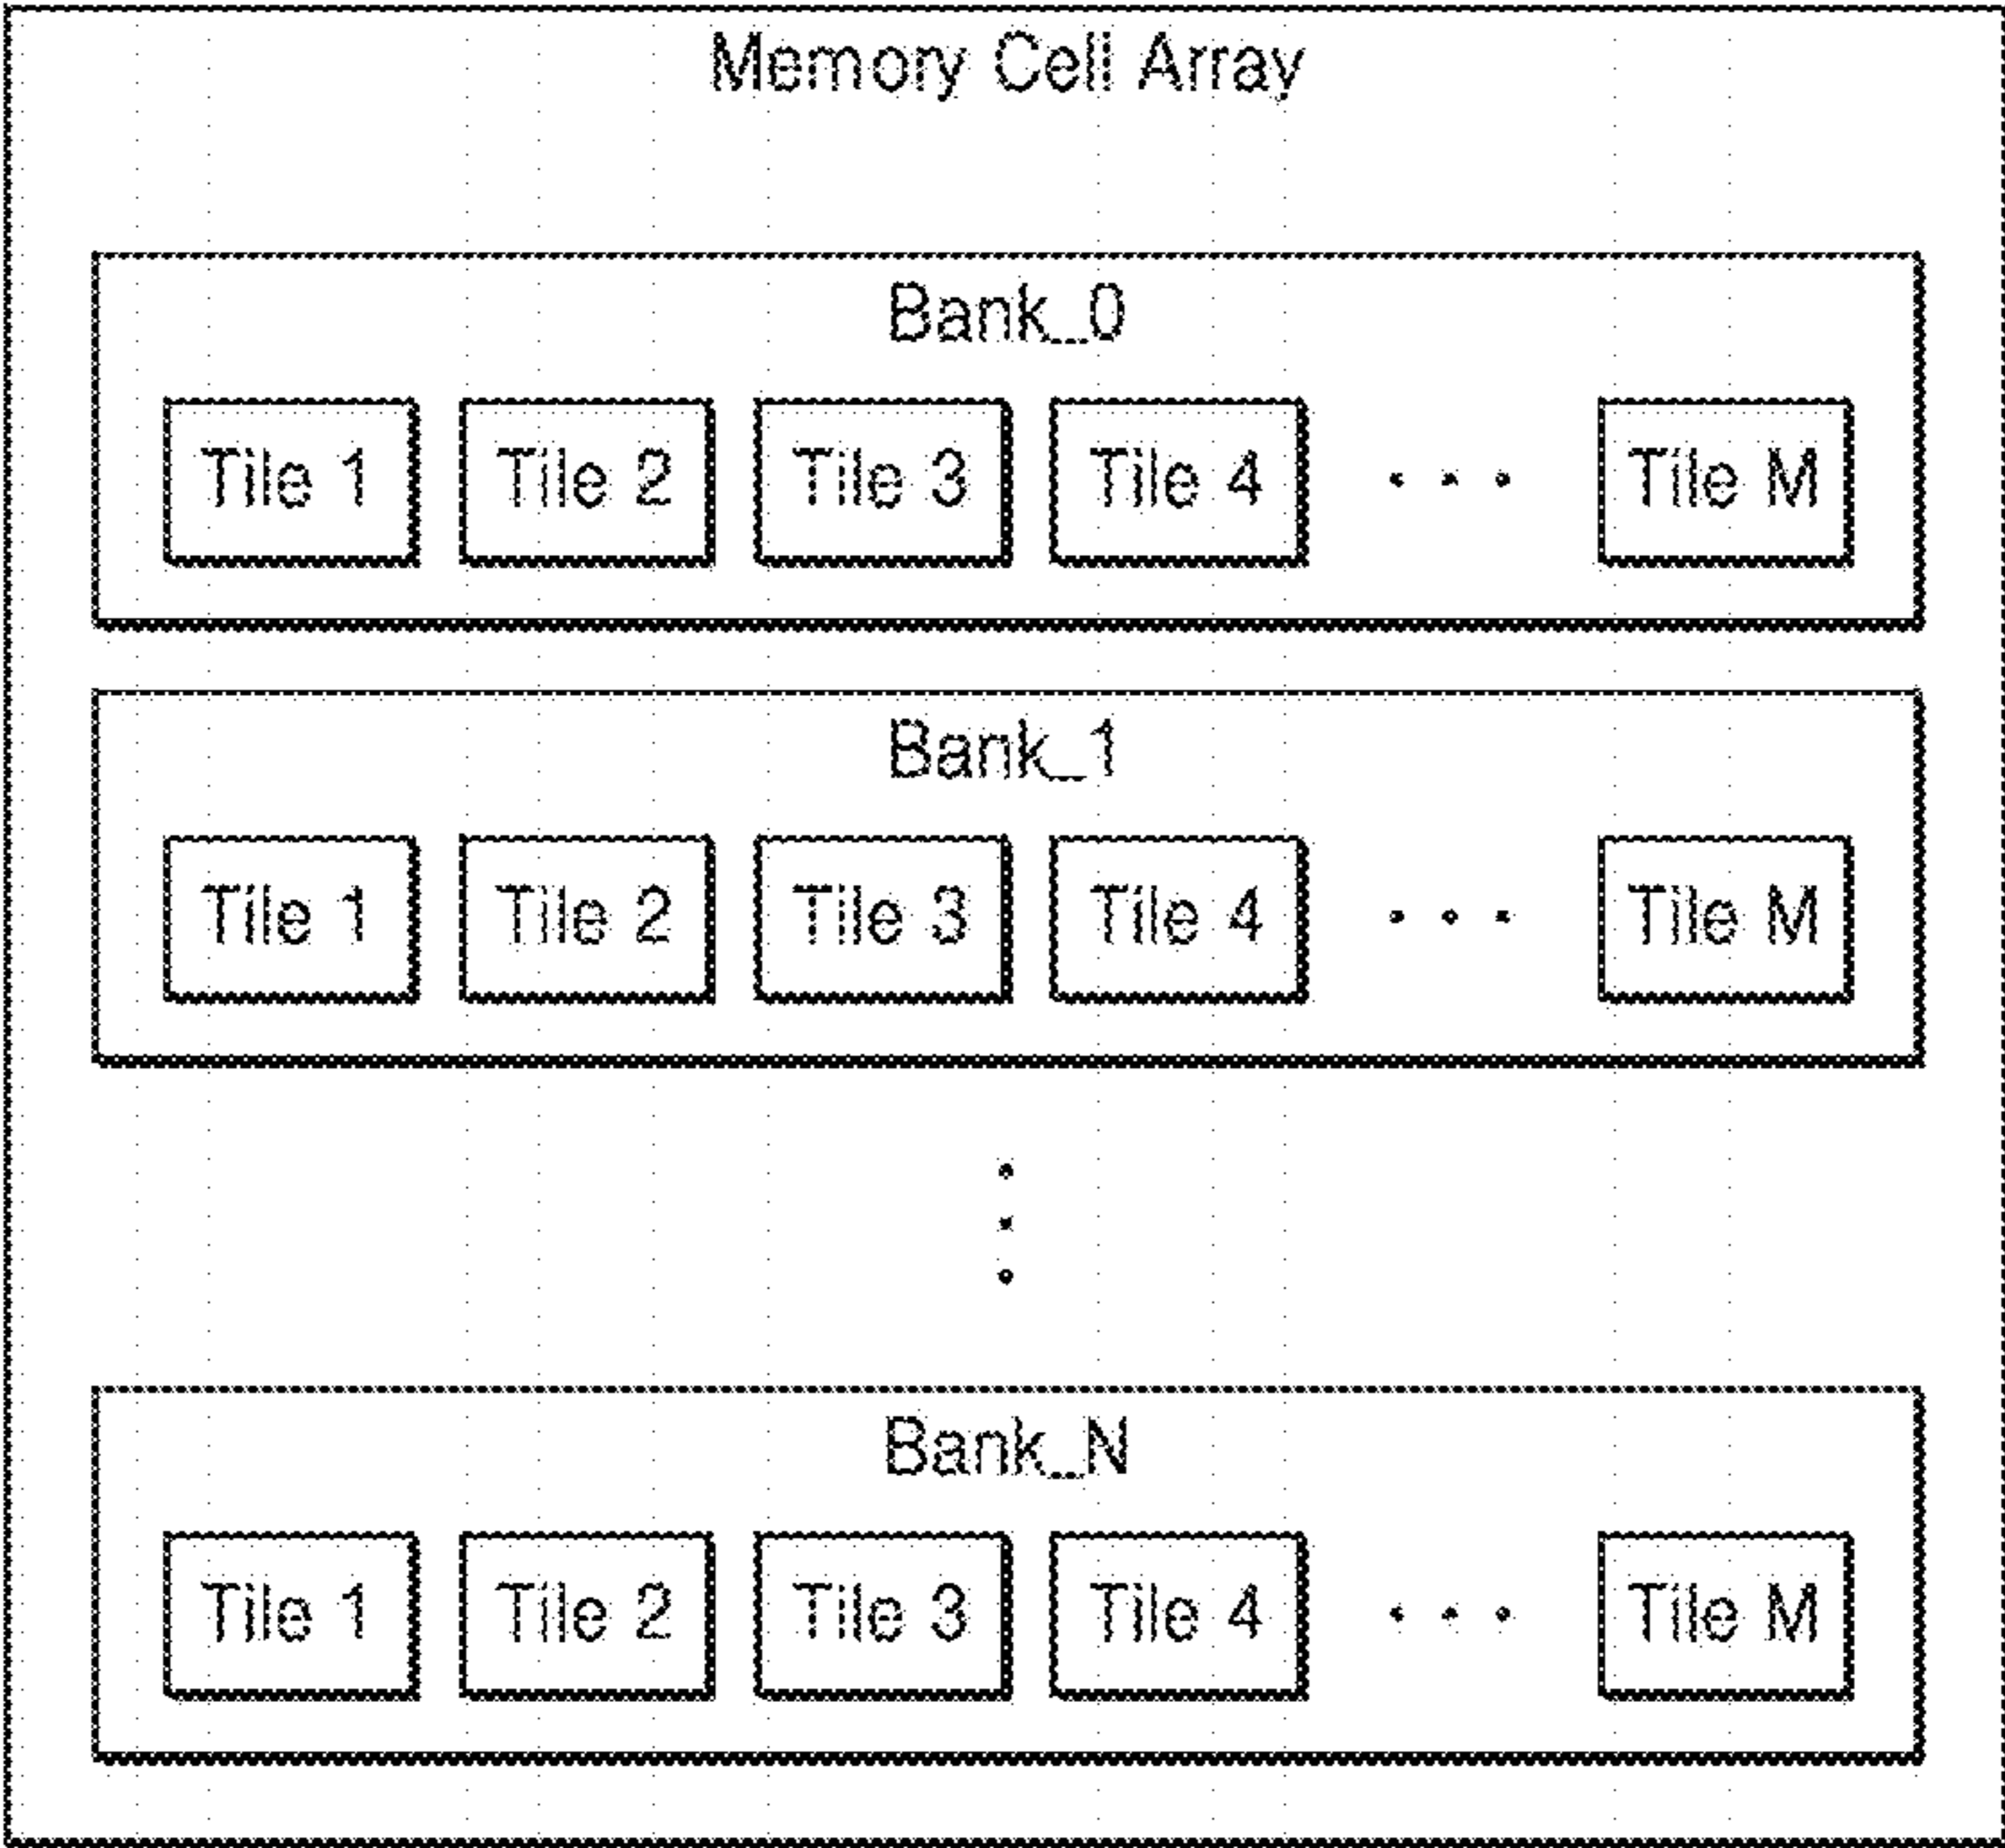 Memory Cell Array
Bank_0
Tile 1 Tile 2 Tile 3 Tile 4 • • • Tile M
Bank_1
Tile 1 Tile 2 Tile 3 Tile 4 • • • Tile M
Bank_N
Tile 1 Tile 2 Tile 3 Tile 4 • • • Tile M